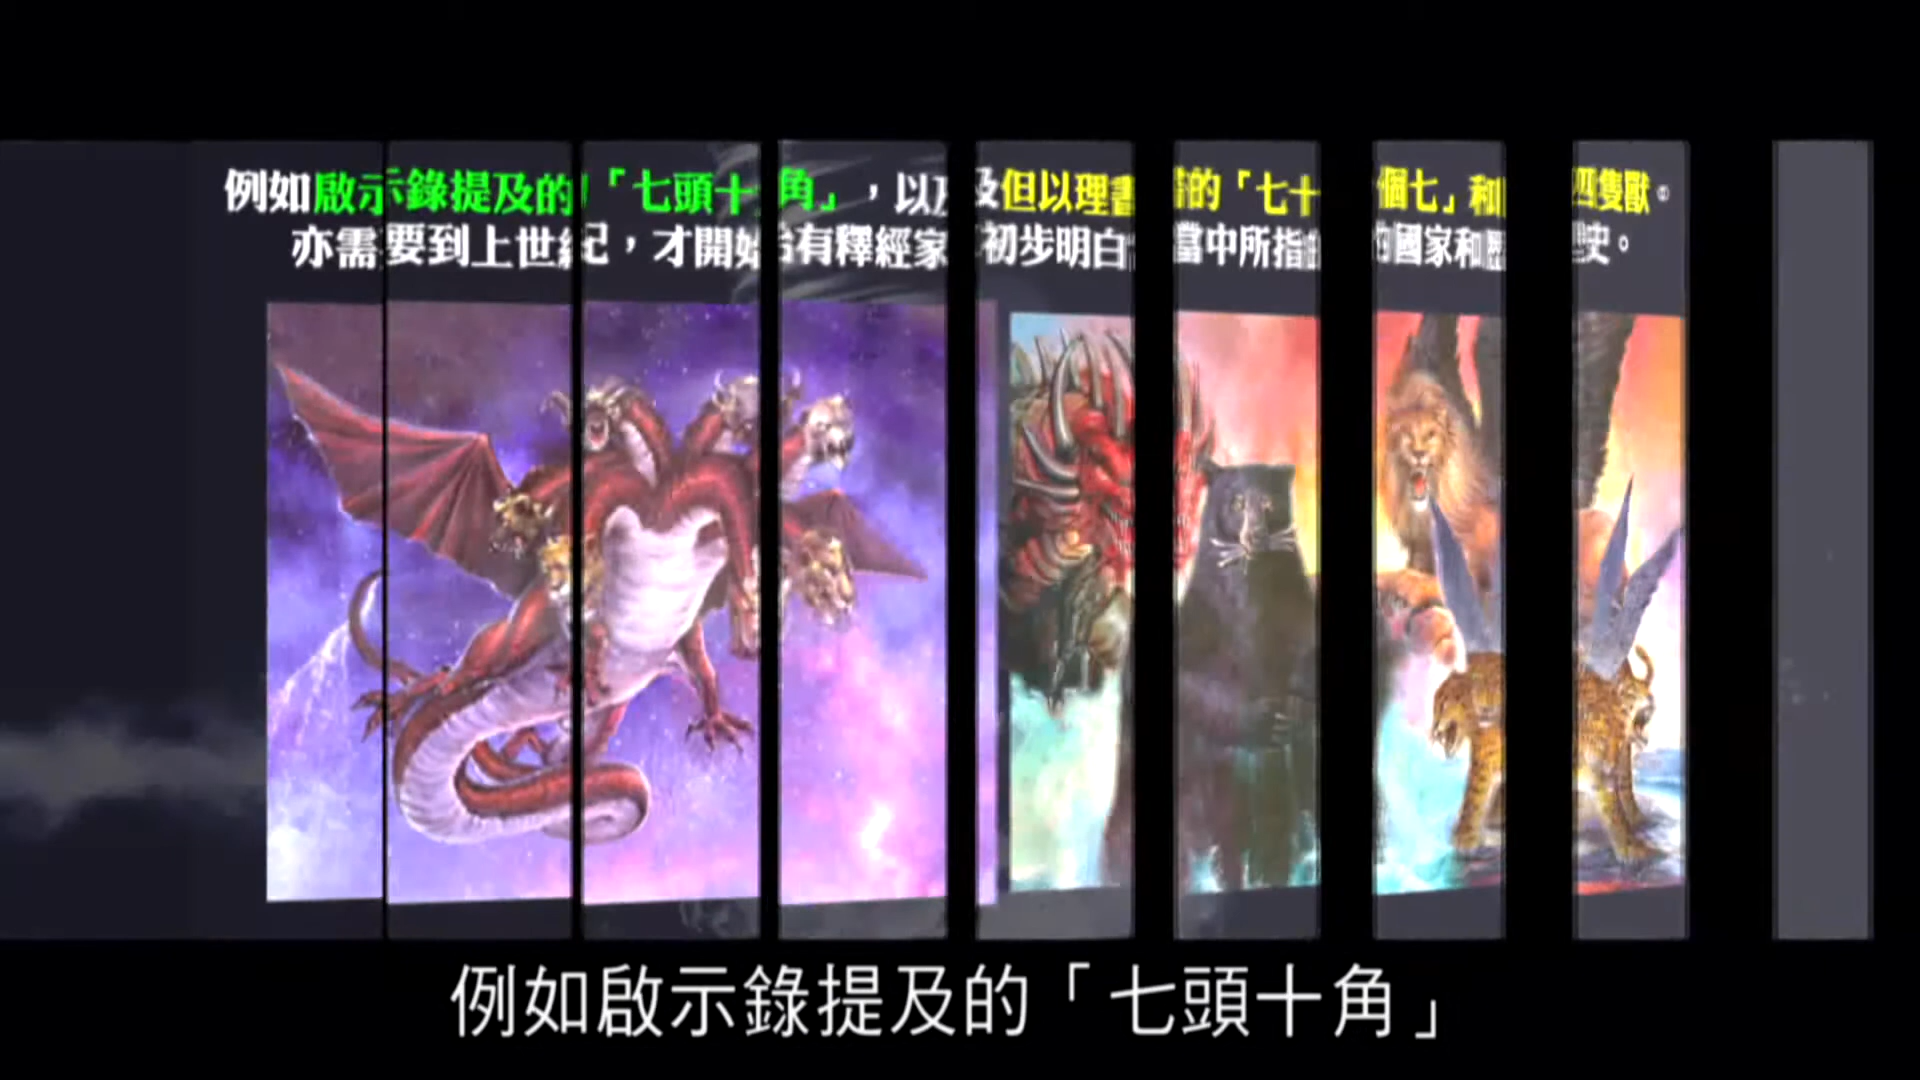 例如啟示錄提及的「七頭十角」，以及但以理書的「七十個七」和四隻獸。
亦需要到上世紀，才開始有釋經家初步明白當中所指的國家和歷史。
例如啟示錄提及的「七頭十角」